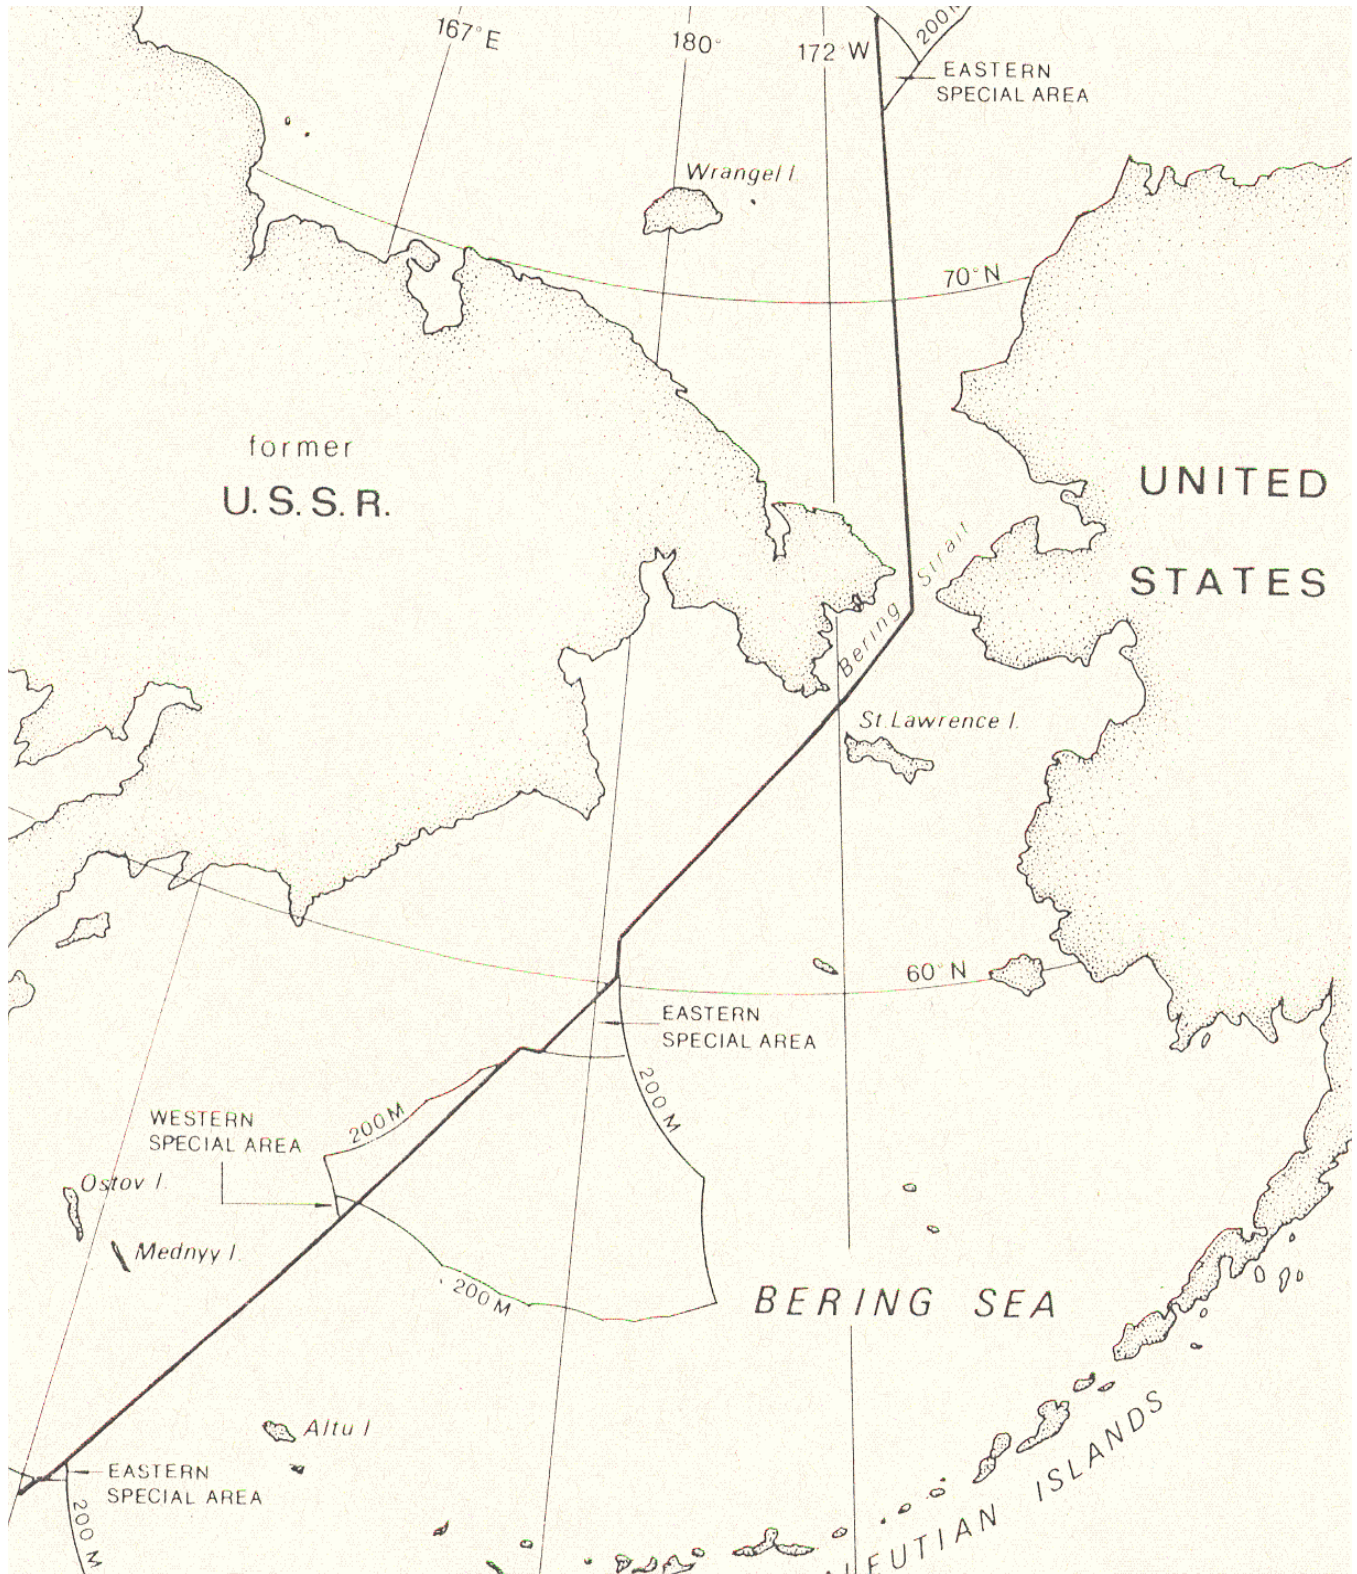 167°E
180°
172 W
200
EASTERN
SPECIAL AREA
Wrangel I
70°N
former
U.S.S.R.
UNITED
STATES
Bering Strait
St.Lawrence I.
60°N
EASTERN
SPECIAL AREA
200 M
200 M
WESTERN
SPECIAL AREA
Ostov I.
Mednyy I.
200 M
BERING SEA
Altu I
EASTERN
SPECIAL AREA
200 M
EUTIAN ISLANDS